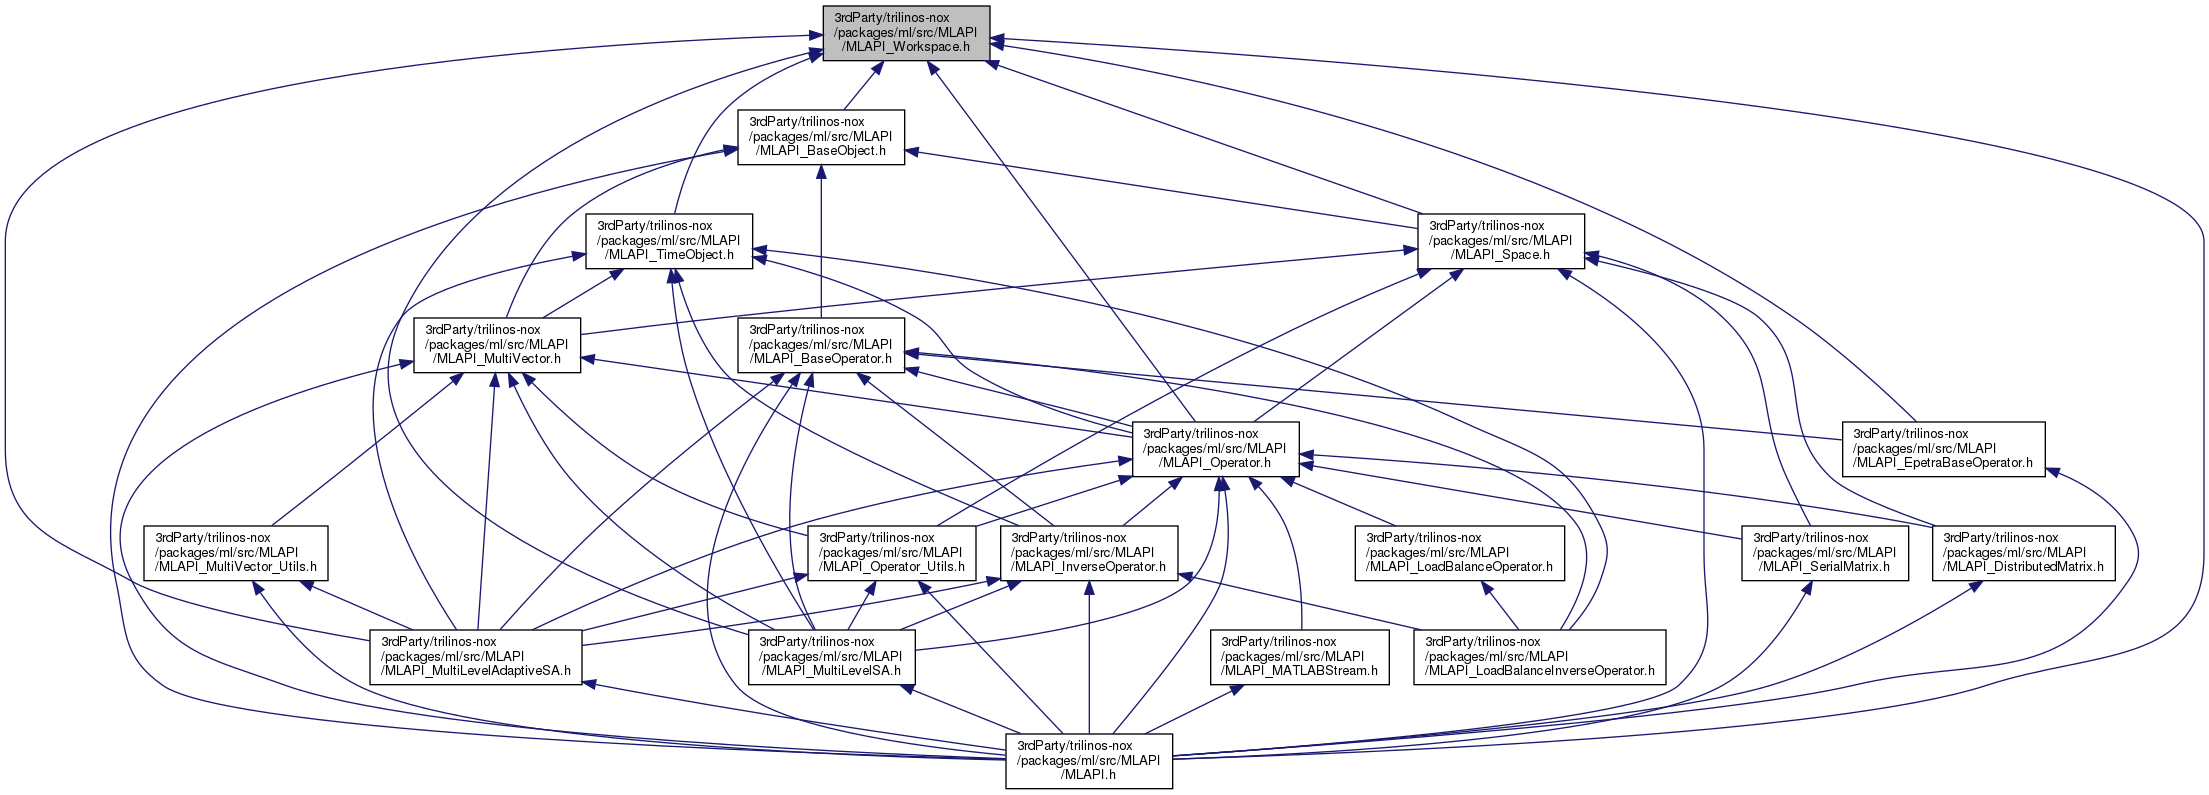 3rdParty/trilinos-nox
/packages/ml/src/MLAPI
/MLAPI_Workspace.h
3rdParty/trilinos-nox
/packages/ml/src/MLAPI
/MLAPI_BaseObject.h
3rdParty/trilinos-nox
/packages/ml/src/MLAPI
/MLAPI_TimeObject.h
3rdParty/trilinos-nox
/packages/ml/src/MLAPI
/MLAPI_Space.h
3rdParty/trilinos-nox
/packages/ml/src/MLAPI
/MLAPI_MultiVector.h
3rdParty/trilinos-nox
/packages/ml/src/MLAPI
/MLAPI_BaseOperator.h
3rdParty/trilinos-nox
/packages/ml/src/MLAPI
/MLAPI_Operator.h
3rdParty/trilinos-nox
/packages/ml/src/MLAPI
/MLAPI_EpetraBaseOperator.h
3rdParty/trilinos-nox
/packages/ml/src/MLAPI
/MLAPI_MultiVector_Utils.h
3rdParty/trilinos-nox
/packages/ml/src/MLAPI
/MLAPI_Operator_Utils.h
3rdParty/trilinos-nox
/packages/ml/src/MLAPI
/MLAPI_InverseOperator.h
3rdParty/trilinos-nox
/packages/ml/src/MLAPI
/MLAPI_LoadBalanceOperator.h
3rdParty/trilinos-nox
/packages/ml/src/MLAPI
/MLAPI_SerialMatrix.h
3rdParty/trilinos-nox
/packages/ml/src/MLAPI
/MLAPI_DistributedMatrix.h
3rdParty/trilinos-nox
/packages/ml/src/MLAPI
/MLAPI_MultiLevelAdaptiveSA.h
3rdParty/trilinos-nox
/packages/ml/src/MLAPI
/MLAPI_MultiLevelSA.h
3rdParty/trilinos-nox
/packages/ml/src/MLAPI
/MLAPI_MATLABStream.h
3rdParty/trilinos-nox
/packages/ml/src/MLAPI
/MLAPI_LoadBalanceInverseOperator.h
3rdParty/trilinos-nox
/packages/ml/src/MLAPI
/MLAPI.h